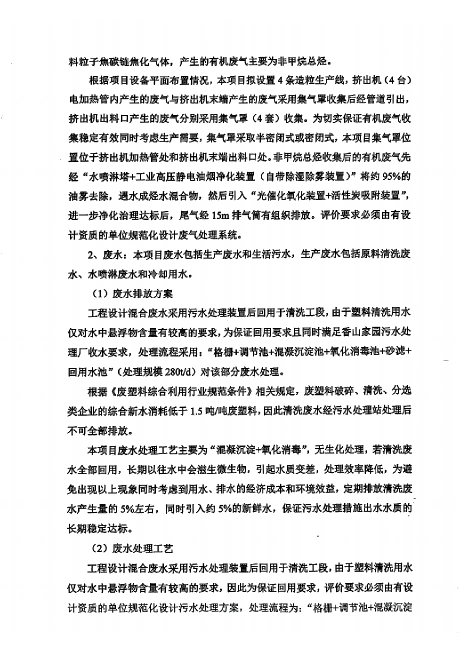 料粒子焦碳链焦化气体，产生的有机废气主要为非甲烷总烃。
根据项目设备平面布置情况，本项目拟设置 4 条造粒生产线，挤出机（4 台）
电加热管内产生的废气与挤出机末端产生的废气采用集气罩收集后经管道引出，
挤出机出料口产生的废气分别采用集气罩（4 套）收集。为切实保证有机废气收
集稳定有效同时考虑生产需要，集气罩采取半密闭式或密闭式，本项目集气罩位
置位于挤出机加热管处和挤出机末端出料口处。非甲烷总烃收集后的有机废气先
经“水喷淋塔+工业高压静电油烟净化装置（自带除湿除雾装置）”将约 95%的
油雾去除，遇水成烃水混合物，然后引入“光催化氧化装置+活性炭吸附装置”，
进一步净化治理达标后，尾气经 15m 排气筒有组织排放。评价要求必须由有设
计资质的单位规范化设计废气处理系统。
2、废水：本项目废水包括生产废水和生活污水，生产废水包括原料清洗废
水、水喷淋废水和冷却用水。
（1）废水排放方案
工程设计混合废水采用污水处理装置后回用于清洗工段，由于塑料清洗用水
仅对水中悬浮物含量有较高的要求，为保证回用要求且同时满足香山家园污水处
理厂收水要求，处理流程采用：“格栅+调节池+混凝沉淀池+氧化消毒池+砂滤+
回用水池”（处理规模 280t/d）对该部分废水处理。
根据《废塑料综合利用行业规范条件》相关规定，废塑料破碎、清洗、分选
类企业的综合新水消耗低于 1.5 吨/吨废塑料，因此清洗废水经污水处理站处理后
不可全部排放。
本项目废水处理工艺主要为“混凝沉淀+氧化消毒”，无生化处理，若清洗废
水全部回用，长期以往水中会滋生微生物，引起水质变差，处理效率降低，为避
免出现以上现象同时考虑到用水、排水的经济成本和环境效益，定期排放清洗废
水产生量的 5%左右，同时引入约 5%的新鲜水，保证污水处理措施出水水质的
长期稳定达标。
（2）废水处理工艺
工程设计混合废水采用污水处理装置后回用于清洗工段，由于塑料清洗用水
仅对水中悬浮物含量有较高的要求，因此为保证回用要求，评价要求必须由有设
计资质的单位规范化设计污水处理方案，处理流程为：“格栅+调节池+混凝沉淀